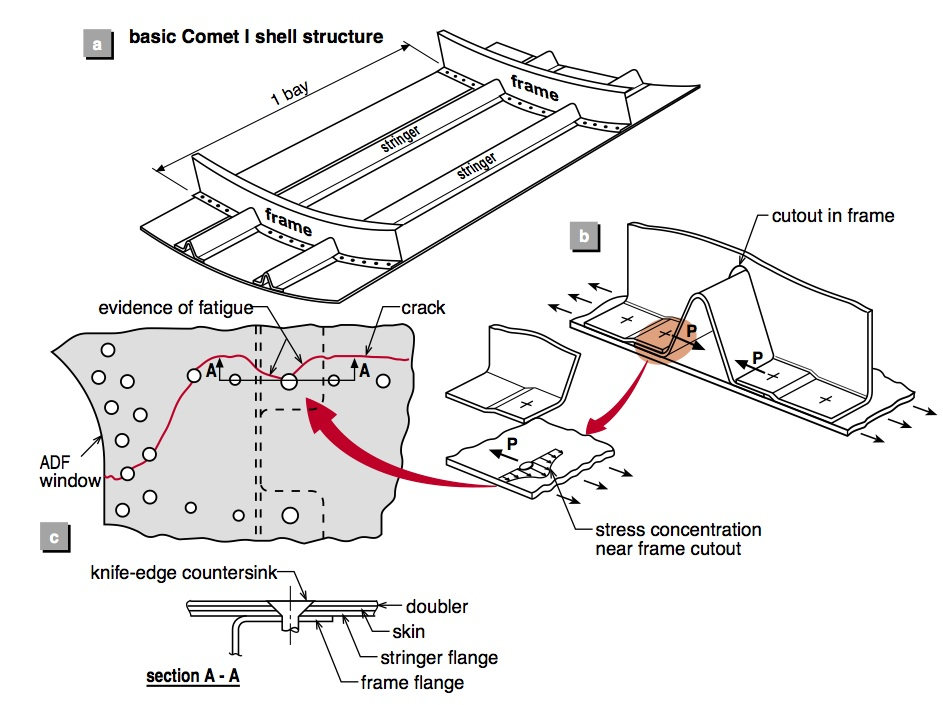 a
basic Comet I shell structure
1 bay
frame
stringer
stringer
frame
b
cutout in frame
P
P
evidence of fatigue
crack
A
A
ADF
window
P
stress concentration
near frame cutout
c
knife-edge countersink
doubler
skin
stringer flange
frame flange
section A - A